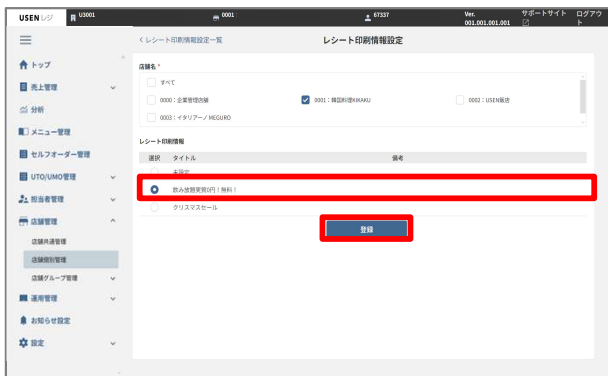 USEN レジ U3001 0001 67337 Ver. 001.001.001.001 サポートサイト ログアウト
トップ
売上管理
分析
メニュー管理
セルフオーダー管理
UTO/UMO管理
担当者管理
店舗管理
店舗共通管理
店舗個別管理
店舗グループ管理
運用管理
お知らせ設定
設定
< レシート印刷情報設定一覧
レシート印刷情報設定
店舗名 *
すべて
0000:企業管理店舗 0001:韓国料理KIKAKU 0002:USEN飯店
0003:イタリアーノ MEGURO
レシート印刷情報
選択 タイトル 備考
未設定
飲み放題実質0円!無料!
クリスマスセール
登録